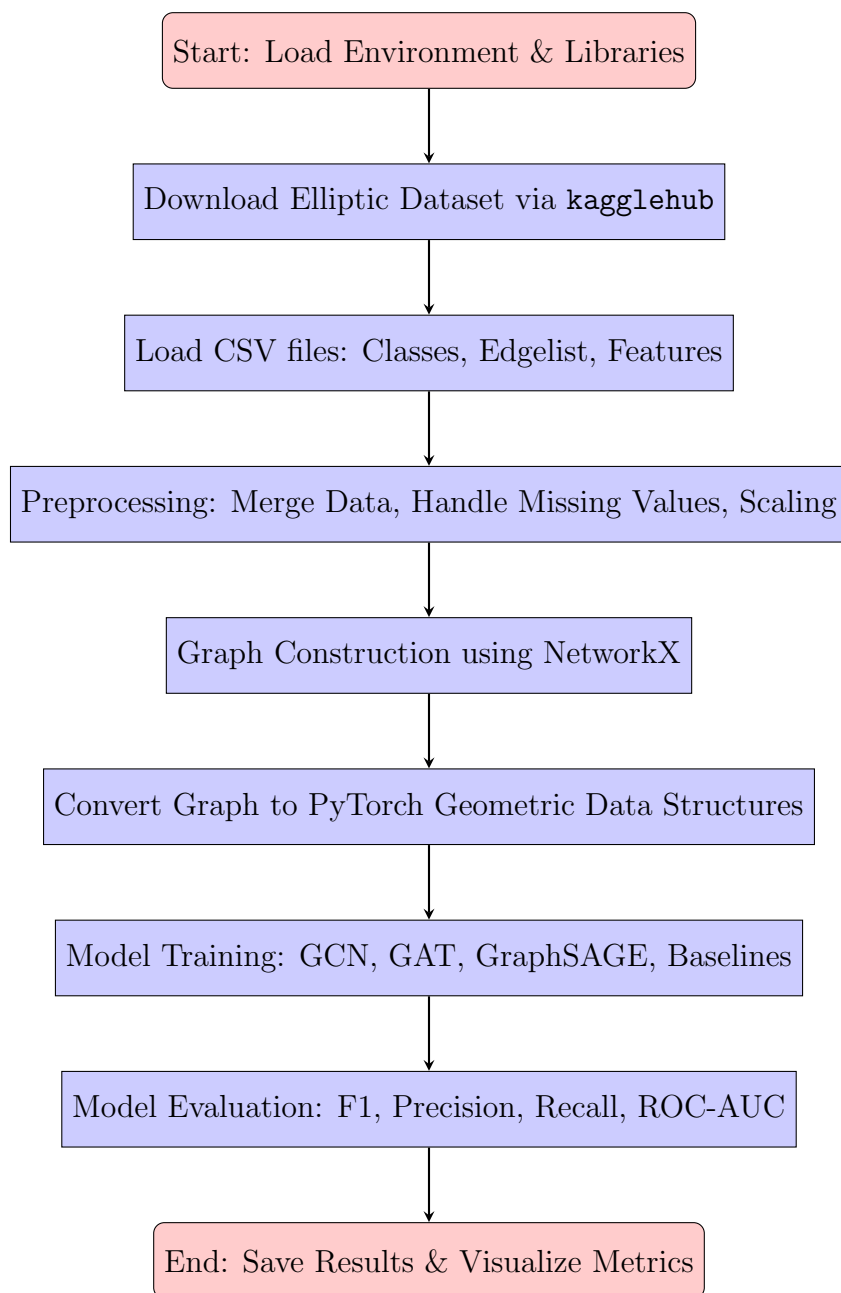 Start: Load Environment & Libraries
Download Elliptic Dataset via kagglehub
Load CSV files: Classes, Edgelist, Features
Preprocessing: Merge Data, Handle Missing Values, Scaling
Graph Construction using NetworkX
Convert Graph to PyTorch Geometric Data Structures
Model Training: GCN, GAT, GraphSAGE, Baselines
Model Evaluation: F1, Precision, Recall, ROC-AUC
End: Save Results & Visualize Metrics